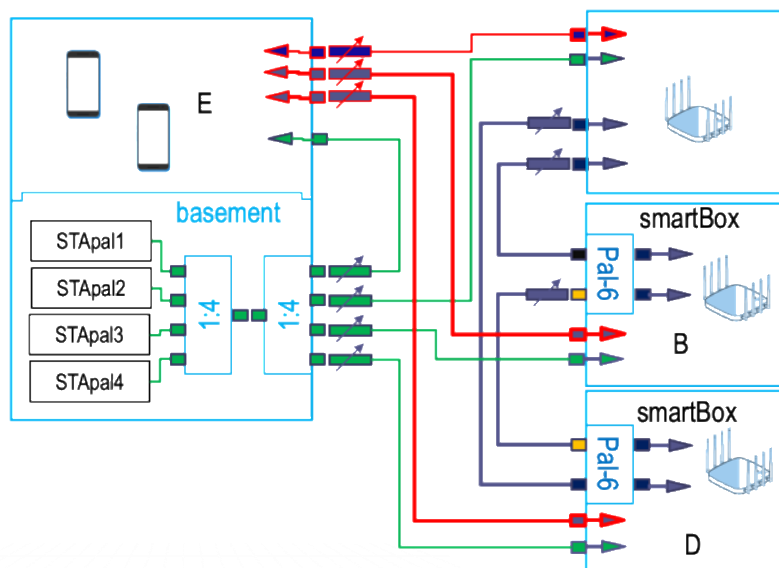 E
basement
STApal1
STApal2
STApal3
STApal4
1:4
1:4
smartBox
Pal-6
B
smartBox
Pal-6
D